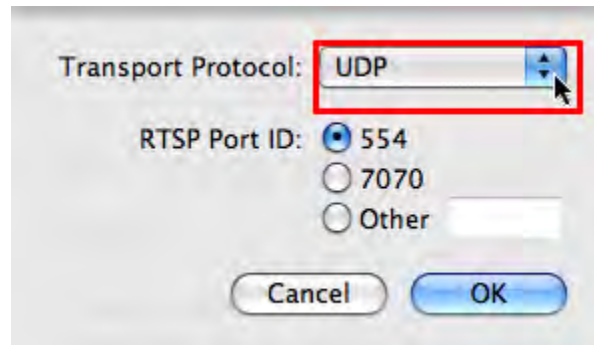 Transport Protocol: UDP
RTSP Port ID: 554
7070
Other
Cancel OK